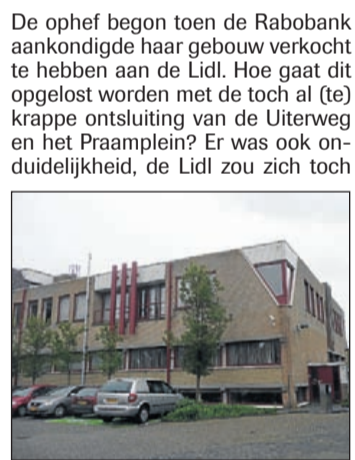 De ophef begon toen de Rabobank
aankondigde haar gebouw verkocht
te hebben aan de Lidl. Hoe gaat dit
opgelost worden met de toch al (te)
krappe ontsluiting van de Uiterweg
en het Praamplein? Er was ook on-
duidelijkheid, de Lidl zou zich toch